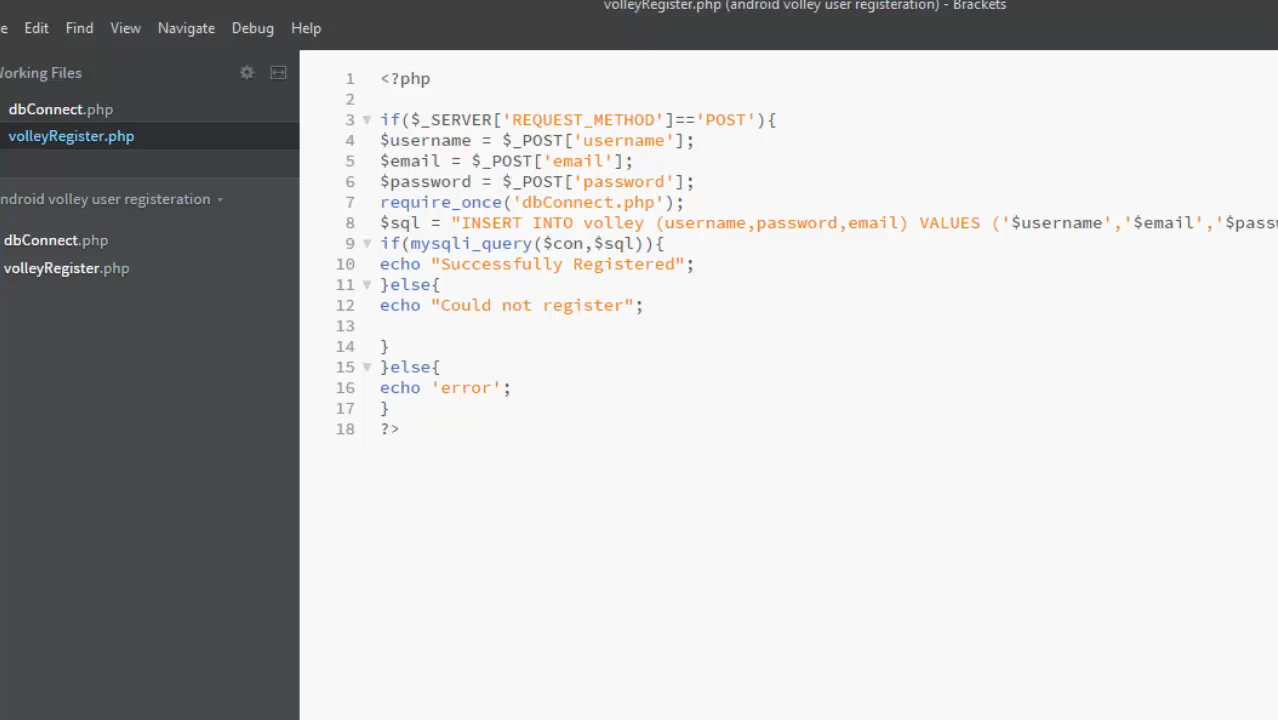 volleyRegister.php (android volley user registeration) - Brackets
Edit Find View Navigate Debug Help
Working Files
dbConnect.php
volleyRegister.php
android volley user registeration
dbConnect.php
volleyRegister.php
1 <?php
2
3 if($_SERVER['REQUEST_METHOD']=='POST'){
4 $username = $_POST['username'];
5 $email = $_POST['email'];
6 $password = $_POST['password'];
7 require_once('dbConnect.php');
8 $sql = "INSERT INTO volley (username,password,email) VALUES ('$username','$email','$passw
9 if(mysqli_query($con,$sql)){
10 echo "Successfully Registered";
11 }else{
12 echo "Could not register";
13
14 }
15 }else{
16 echo 'error';
17 }
18 ?>